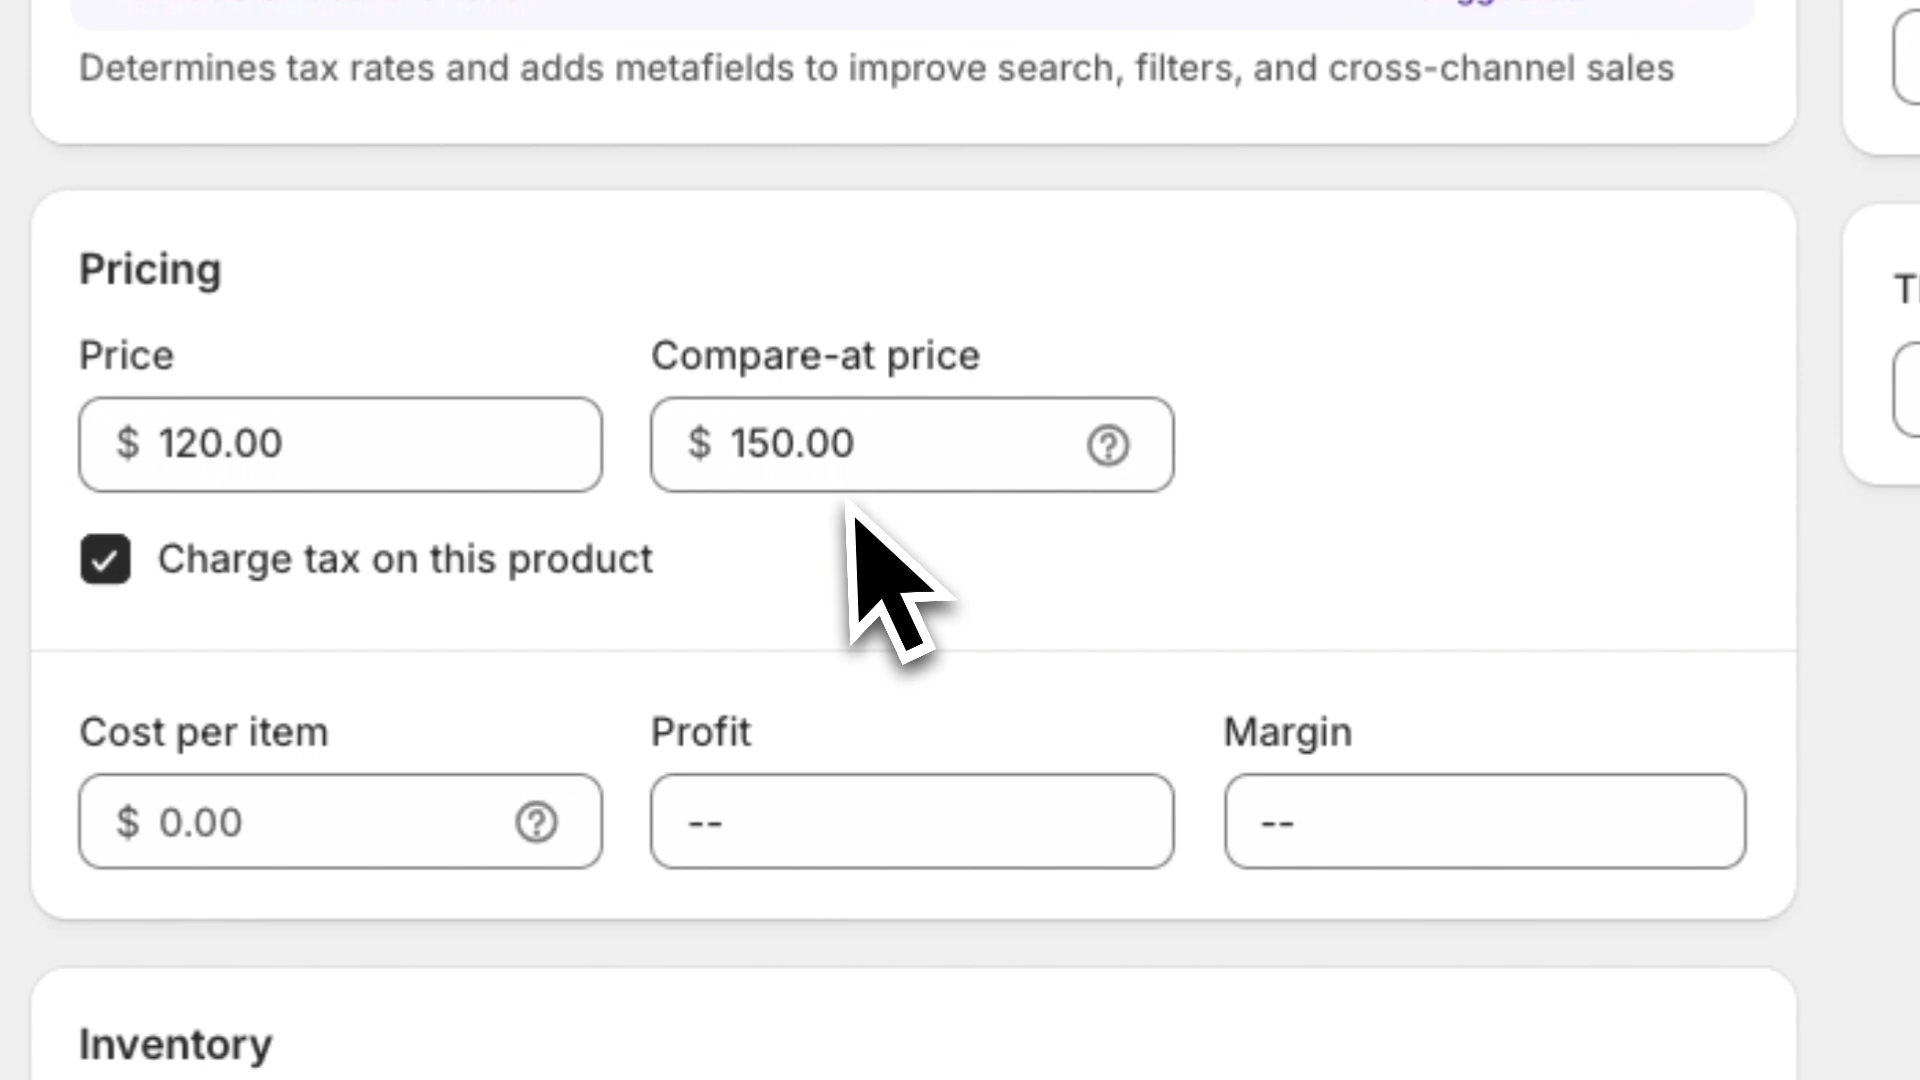 Determines tax rates and adds metafields to improve search, filters, and cross-channel sales
Pricing
Price
Compare-at price
$ 120.00
$ 150.00
Charge tax on this product
Cost per item
Profit
Margin
$ 0.00
--
--
Inventory